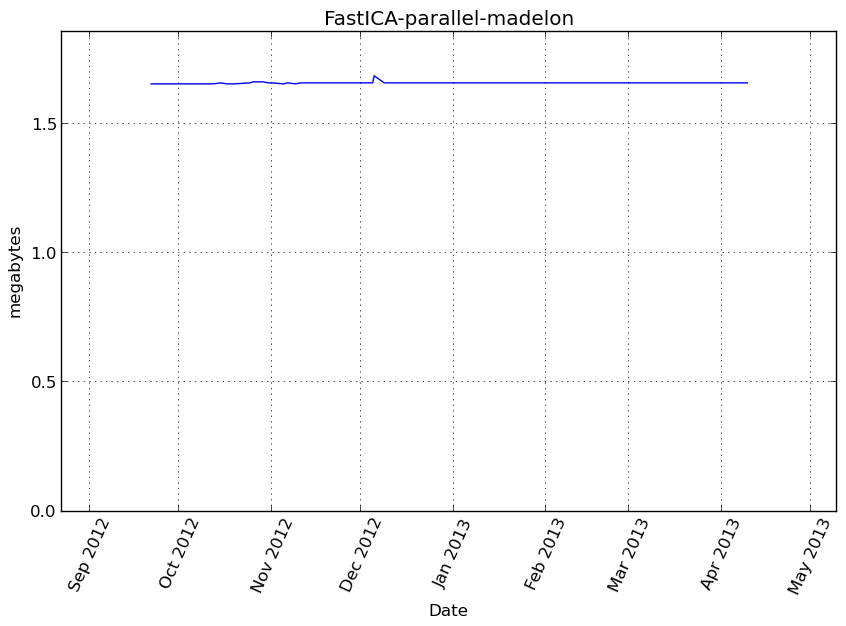 FastICA-parallel-madelon
megabytes
1.5
1.0
0.5
0.0
Sep 2012
Oct 2012
Nov 2012
Dec 2012
Jan 2013
Feb 2013
Mar 2013
Apr 2013
May 2013
Date